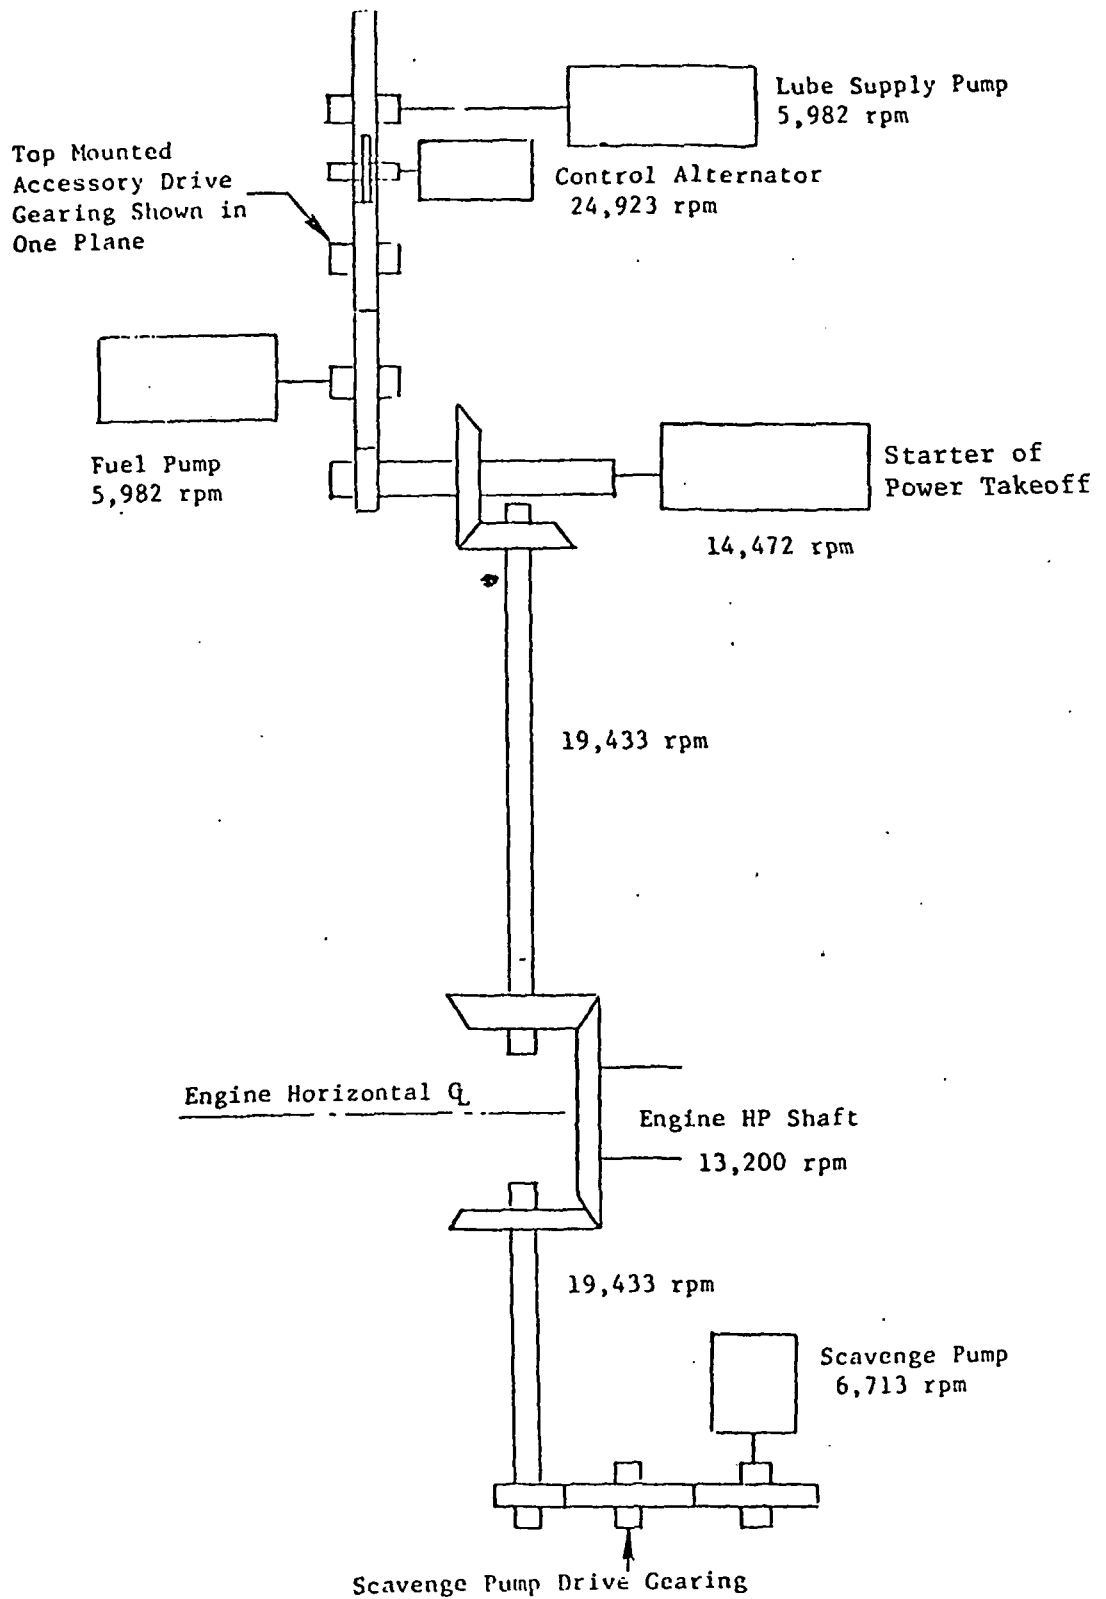 Lube Supply Pump
5,982 rpm
Top Mounted
Accessory Drive
Gearing Shown in
One Plane
Control Alternator
24,923 rpm
Fuel Pump
5,982 rpm
Starter of
Power Takeoff
14,472 rpm
19,433 rpm
Engine Horizontal ℄
Engine HP Shaft
13,200 rpm
19,433 rpm
Scavenge Pump
6,713 rpm
Scavenge Pump Drive Gearing